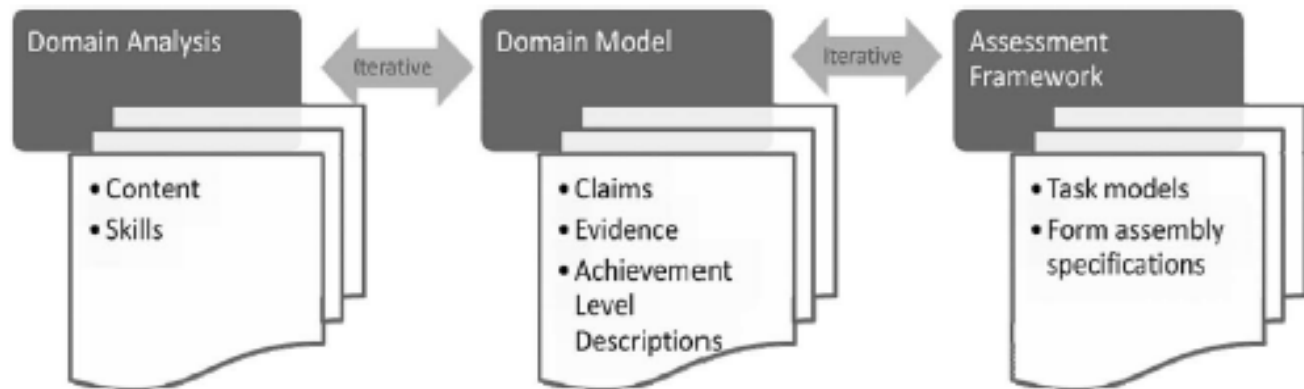 Domain Analysis
Iterative
Domain Model
Iterative
Assessment
Framework
• Content
• Skills
• Claims
• Evidence
• Achievement
Level
Descriptions
• Task models
• Form assembly
specifications